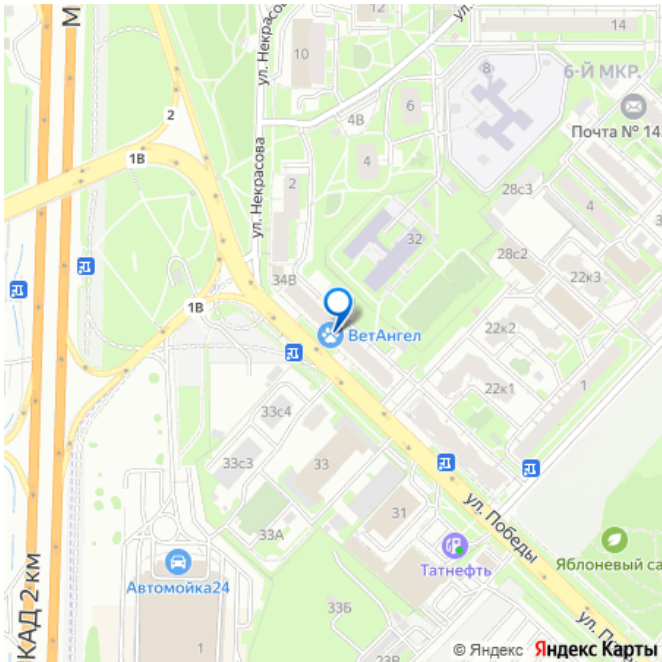 М
ул. Некрасова
ул.
12
14
10
8
6-Й МКР.
6
2
4В
Почта № 14
1В
ул. Некрасова
4
2
28с3
4
32
28с2
34В
22к3
1В
ВетАнгел
22к2
22к1
1
33с4
33с3
33
31
ул. Победы
33А
Татнефть
Яблоневый са
Автомойка24
КАД 2 км
33Б
ул. П
1
23В
© Яндекс Яндекс Карты